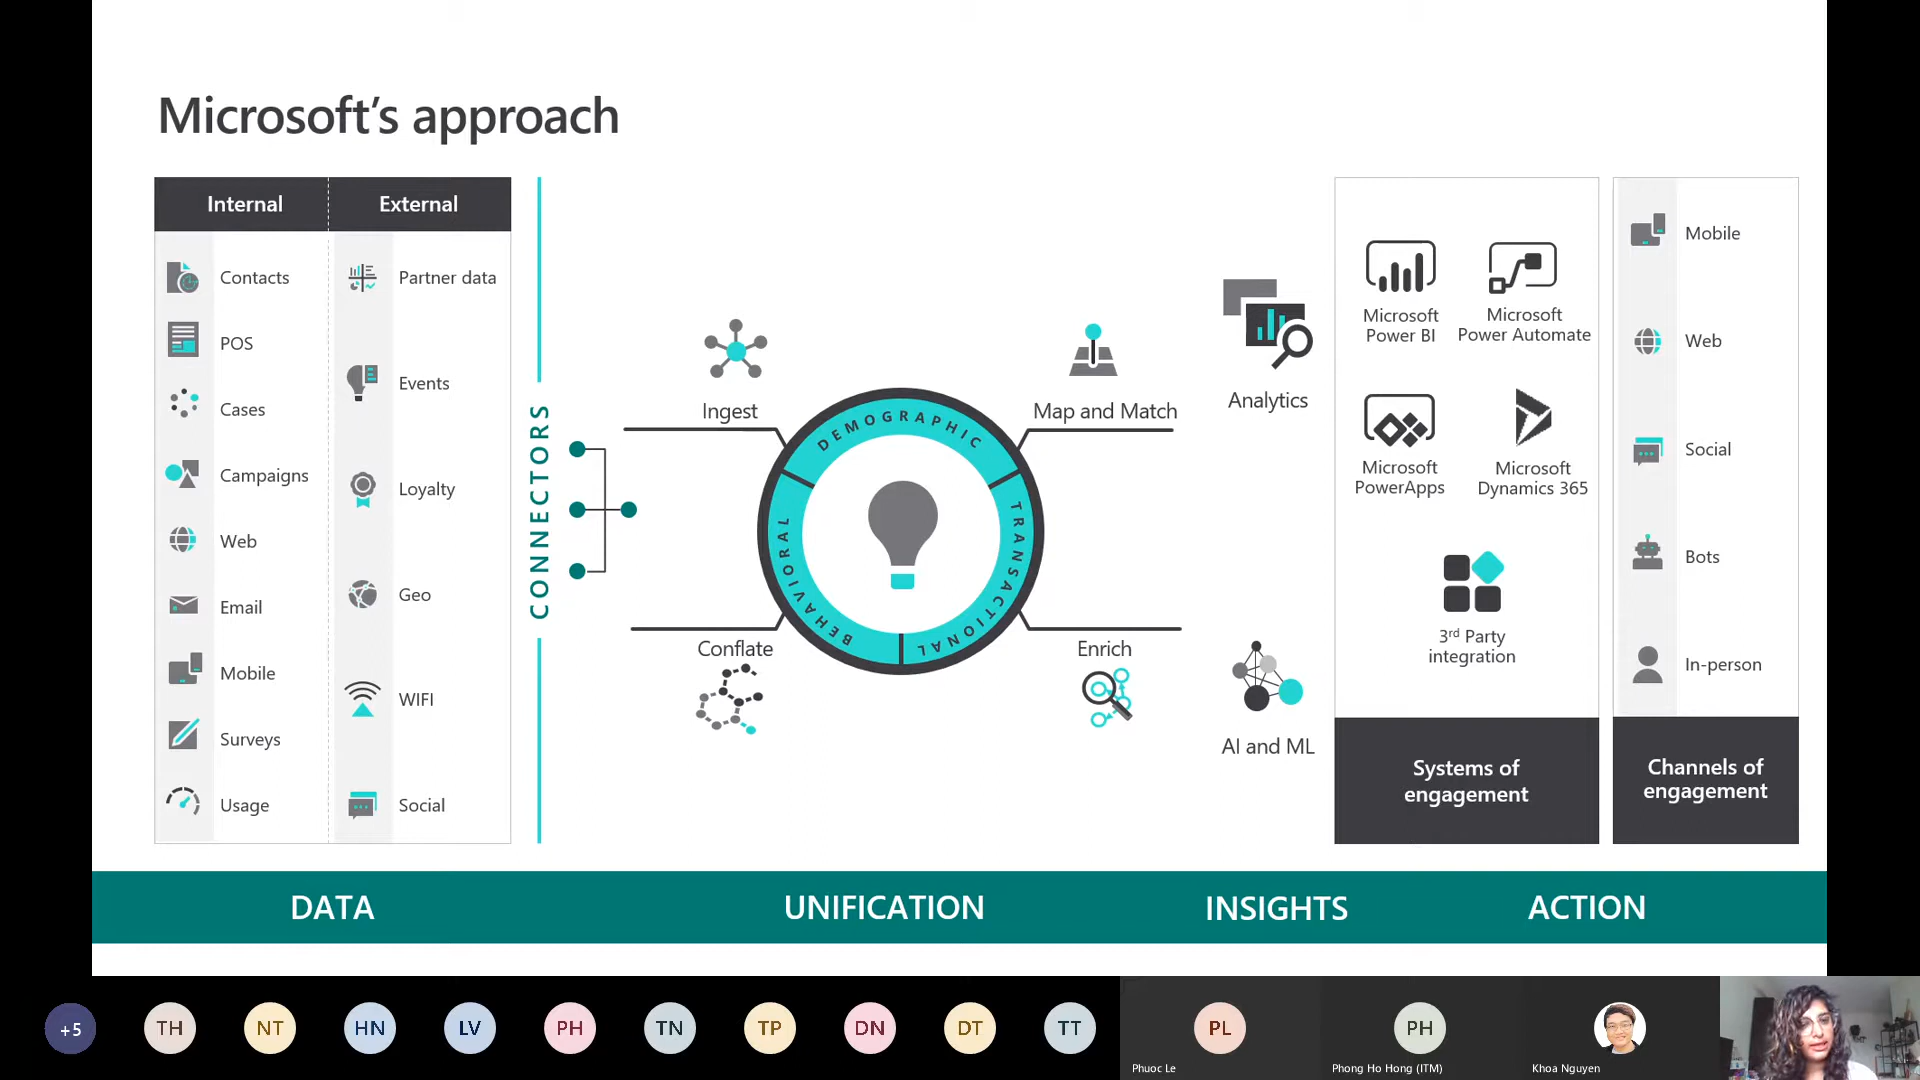 Microsoft's approach
Internal
External
Contacts
POS
Cases
Campaigns
Web
Email
Mobile
Surveys
Usage
Partner data
Events
Loyalty
Geo
WIFI
Social
CONNECTORS
Ingest
Map and Match
Conflate
Enrich
DEMOGRAPHIC
TRANSACTIONAL
BEHAVIORAL
Analytics
AI and ML
Microsoft
Power BI
Microsoft
Power Automate
Microsoft
PowerApps
Microsoft
Dynamics 365
3rd Party
integration
Systems of
engagement
Mobile
Web
Social
Bots
In-person
Channels of
engagement
DATA
UNIFICATION
INSIGHTS
ACTION
+5
TH
NT
HN
LV
PH
TN
TP
DN
DT
TT
PL
Phuoc Le
PH
Phong Ho Hong (ITM)
Khoa Nguyen